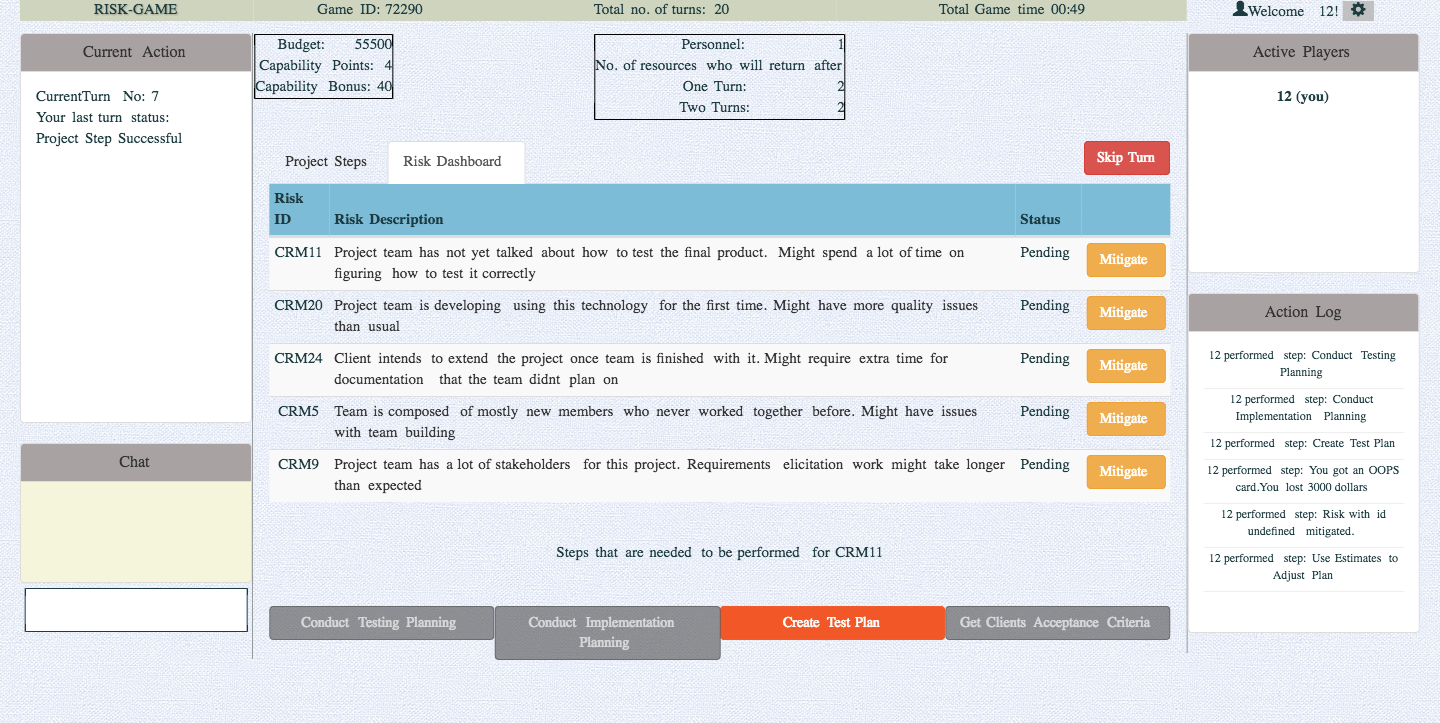 RISK-GAME
Game ID: 72290
Total no. of turns: 20
Total Game time 00:49
Welcome 12!
Current Action
CurrentTurn No: 7
Your last turn status:
Project Step Successful
Chat
Budget: 55500
Capability Points: 4
Capability Bonus: 40
Personnel: 1
No. of resources who will return after
One Turn: 2
Two Turns: 2
Project Steps
Risk Dashboard
Skip Turn
Risk
ID
Risk Description
Status
CRM11
Project team has not yet talked about how to test the final product. Might spend a lot of time on
figuring how to test it correctly
Pending
Mitigate
CRM20
Project team is developing using this technology for the first time. Might have more quality issues
than usual
Pending
Mitigate
CRM24
Client intends to extend the project once team is finished with it. Might require extra time for
documentation that the team didnt plan on
Pending
Mitigate
CRM5
Team is composed of mostly new members who never worked together before. Might have issues
with team building
Pending
Mitigate
CRM9
Project team has a lot of stakeholders for this project. Requirements elicitation work might take longer
than expected
Pending
Mitigate
Steps that are needed to be performed for CRM11
Conduct Testing Planning
Conduct Implementation
Planning
Create Test Plan
Get Clients Acceptance Criteria
Active Players
12 (you)
Action Log
12 performed step: Conduct Testing
Planning
12 performed step: Conduct
Implementation Planning
12 performed step: Create Test Plan
12 performed step: You got an OOPS
card.You lost 3000 dollars
12 performed step: Risk with id
undefined mitigated.
12 performed step: Use Estimates to
Adjust Plan